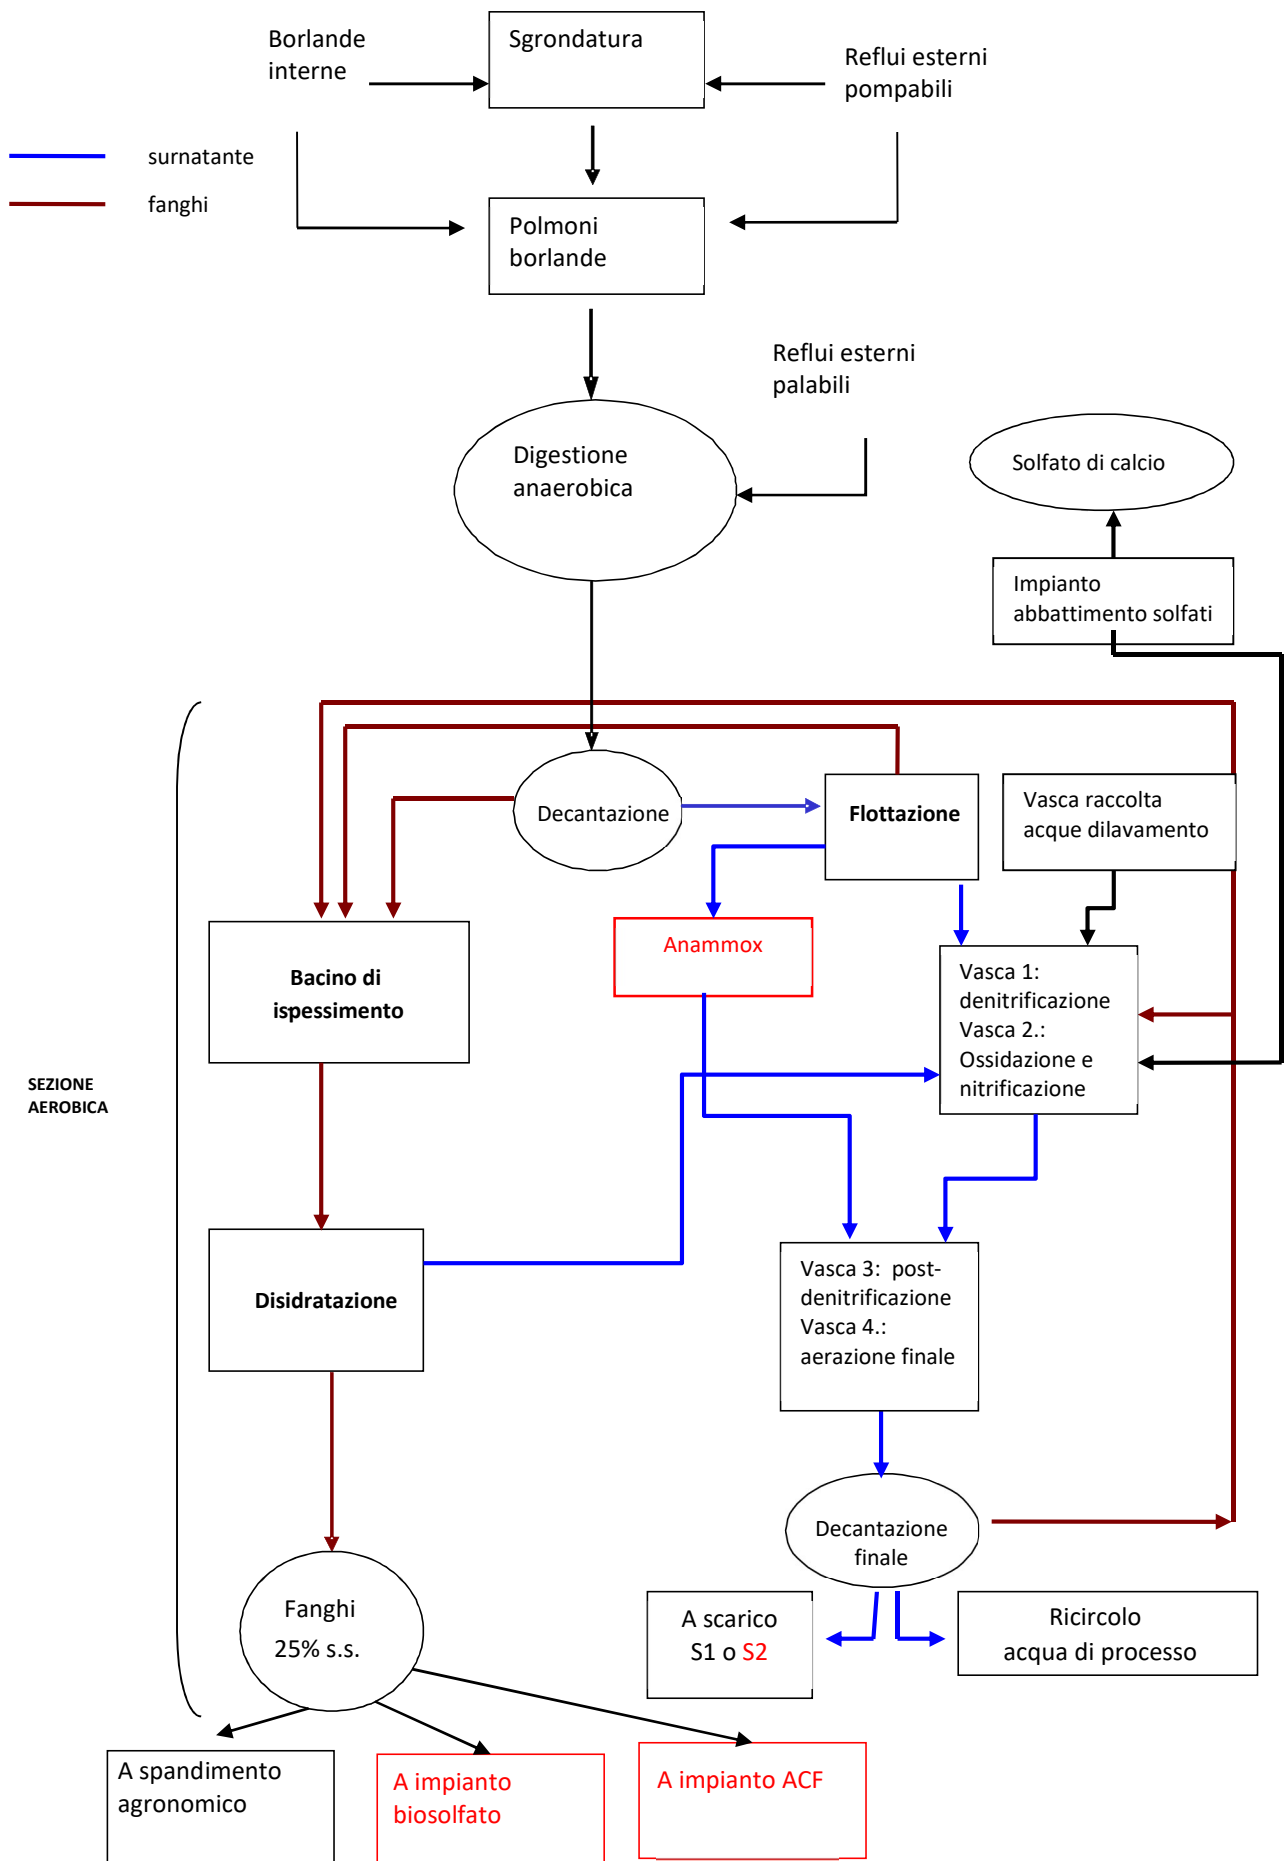 Borlande
interne
Sgrondatura
Reflui esterni
pompabili
surnatante
fanghi
Polmoni
borlande
Reflui esterni
palabili
Digestione
anaerobica
Solfato di calcio
Impianto
abbattimento solfati
Decantazione
Flottazione
Vasca raccolta
acque dilavamento
Anammox
Bacino di
ispessimento
Vasca 1:
denitrificazione
Vasca 2.:
Ossidazione e
nitrificazione
SEZIONE
AEROBICA
Disidratazione
Vasca 3: post-
denitrificazione
Vasca 4.:
aerazione finale
Decantazione
finale
Fanghi
25% s.s.
A scarico
S1 o S2
Ricircolo
acqua di processo
A spandimento
agronomico
A impianto
biosolfato
A impianto ACF